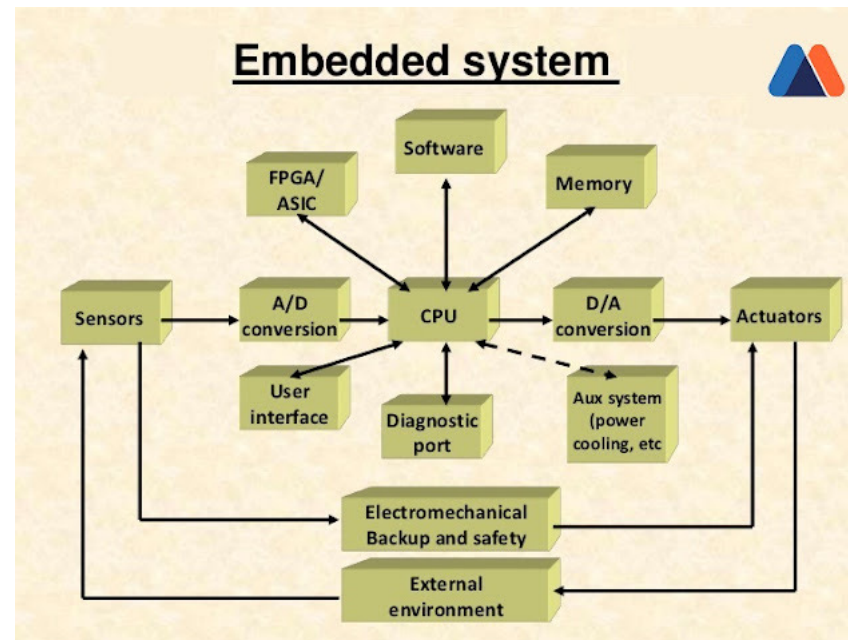 Embedded system
Software
FPGA/
ASIC
Memory
Sensors
A/D
conversion
CPU
D/A
conversion
Actuators
User
interface
Diagnostic
port
Aux system
(power
cooling, etc
Electromechanical
Backup and safety
External
environment